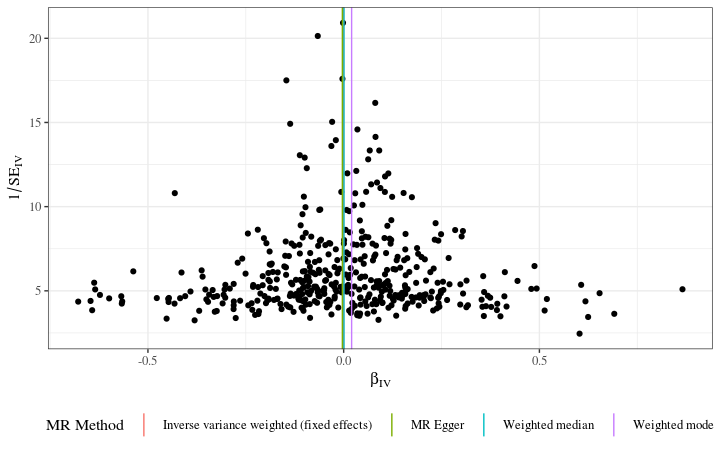 20
15
10
5
1/SE_IV
-0.5 0.0 0.5
β_IV
MR Method Inverse variance weighted (fixed effects) MR Egger Weighted median Weighted mode